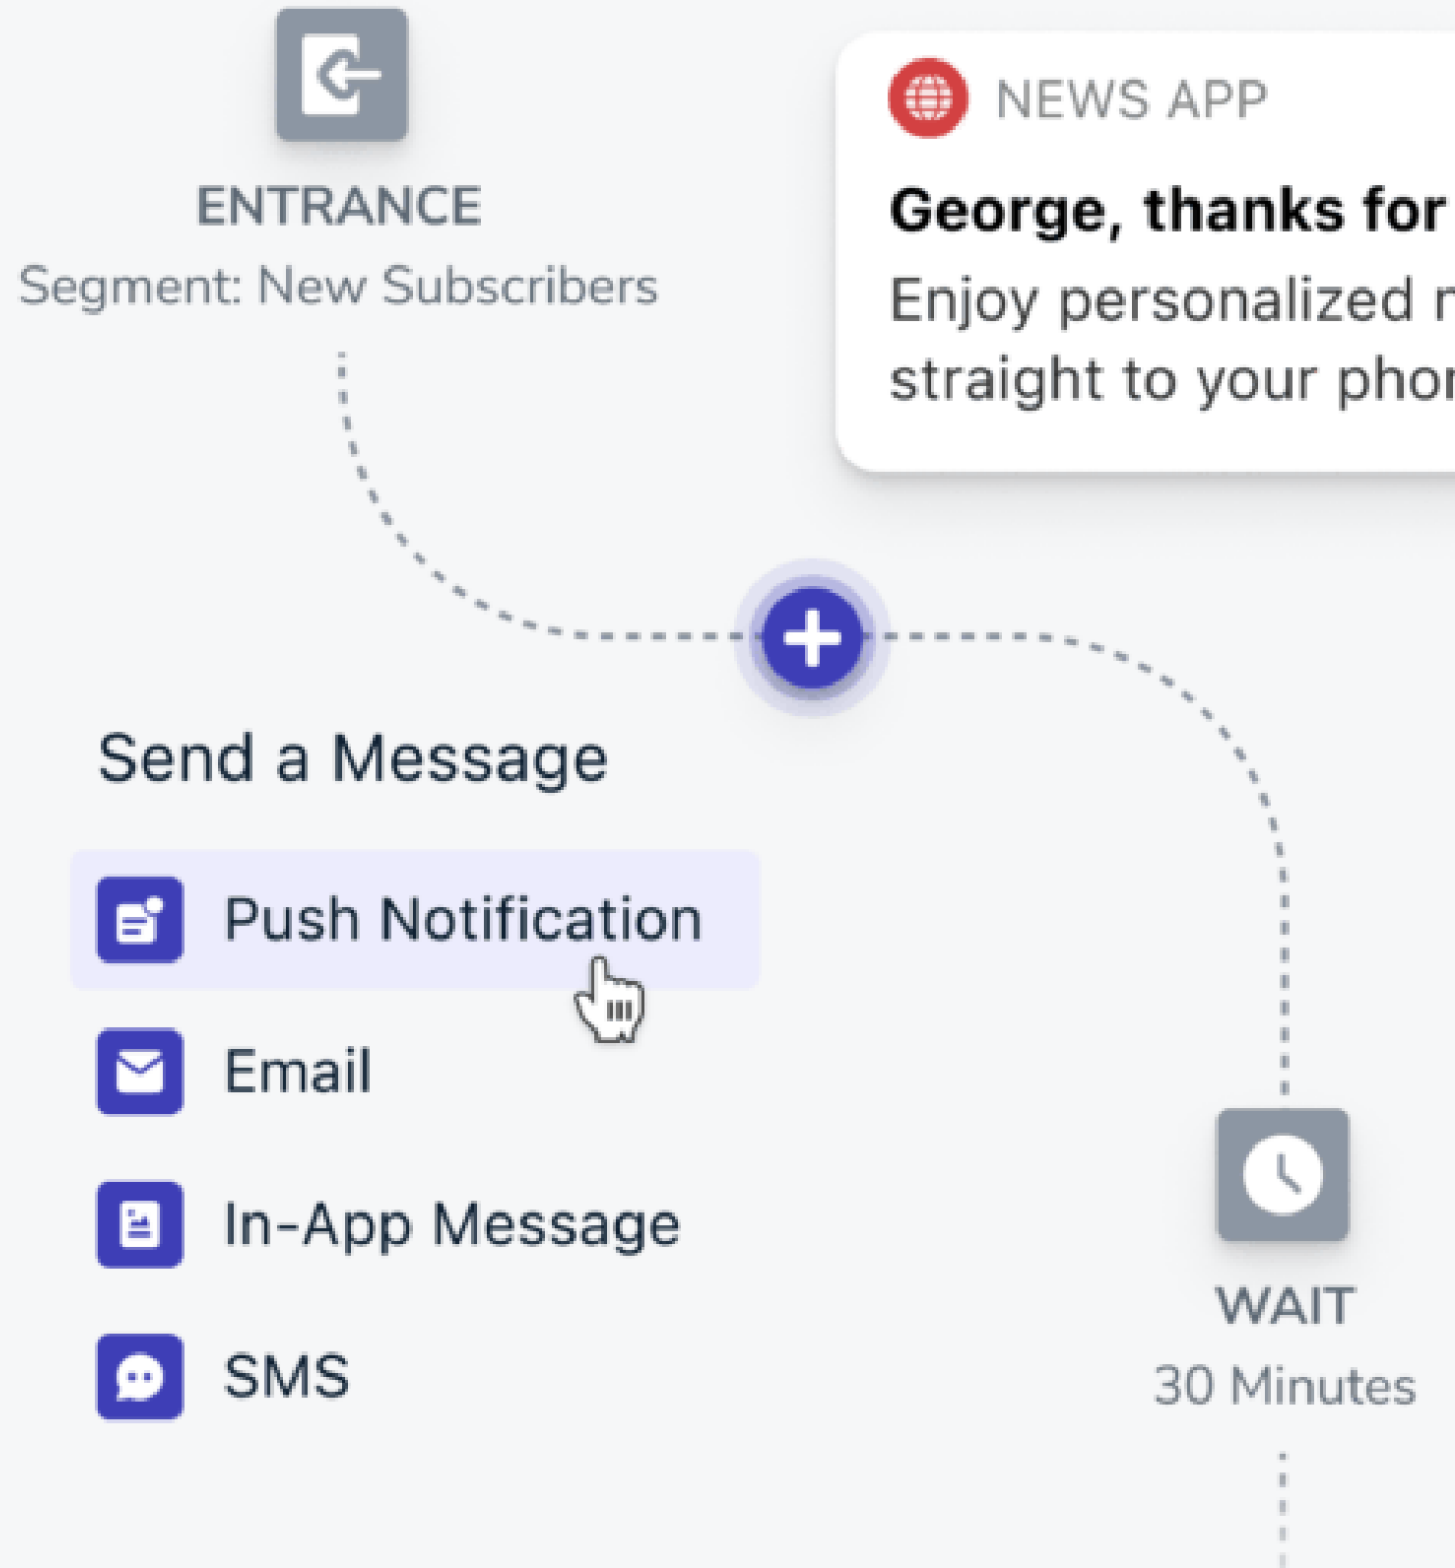 ENTRANCE
Segment: New Subscribers
NEWS APP
George, thanks for
Enjoy personalized
straight to your
Send a Message
Push Notification
Email
In-App Message
SMS
WAIT
30 Minutes